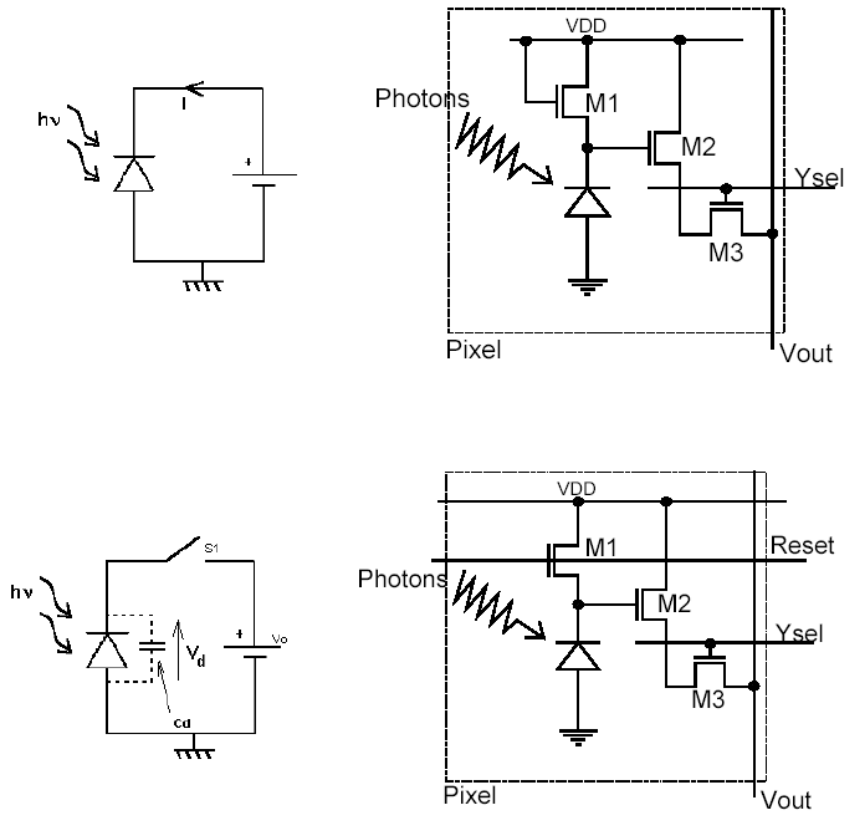 VDD
Photons
M1
hν
I
+
M2
Ysel
M3
Pixel
Vout
VDD
S1
M1
Reset
Photons
hν
M2
+
Vo
Vd
Ysel
Cd
M3
Pixel
Vout